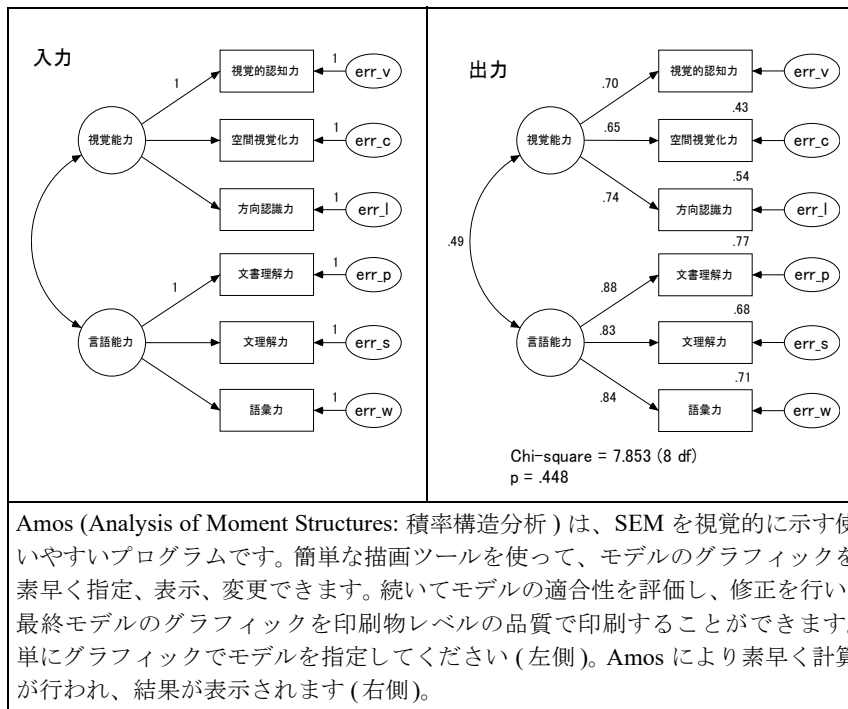 入力
1
視覚的認知力
1
err_v
視覚能力
空間視覚化力
1
err_c
方向認識力
1
err_l
1
文書理解力
1
err_p
言語能力
文理解力
1
err_s
語彙力
1
err_w
出力
.70
視覚的認知力
err_v
.43
視覚能力
.65
空間視覚化力
err_c
.54
.74
方向認識力
err_l
.49
.77
.88
文書理解力
err_p
.68
言語能力
.83
文理解力
err_s
.71
.84
語彙力
err_w
Chi-square = 7.853 (8 df)
p = .448
Amos (Analysis of Moment Structures: 積率構造分析 ) は、SEM を視覚的に示す使
いやすいプログラムです。簡単な描画ツールを使って、モデルのグラフィックを
素早く指定、表示、変更できます。続いてモデルの適合性を評価し、修正を行い、
最終モデルのグラフィックを印刷物レベルの品質で印刷することができます。
単にグラフィックでモデルを指定してください ( 左側 )。Amos により素早く計算
が行われ、結果が表示されます ( 右側 )。